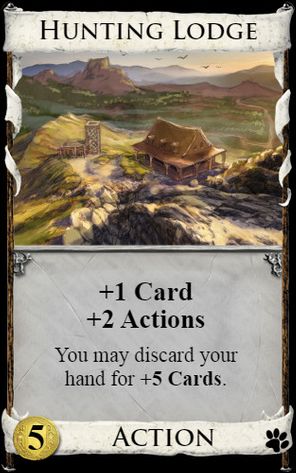 Hunting Lodge
+1 Card
+2 Actions
You may discard your
hand for +5 Cards.
5
Action